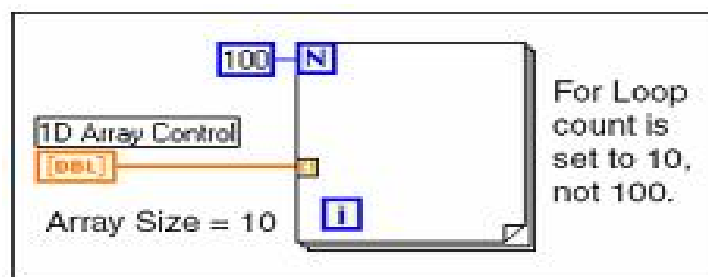 100
N
1D Array Control
[DBL]
i
Array Size = 10
For Loop
count is
set to 10,
not 100.